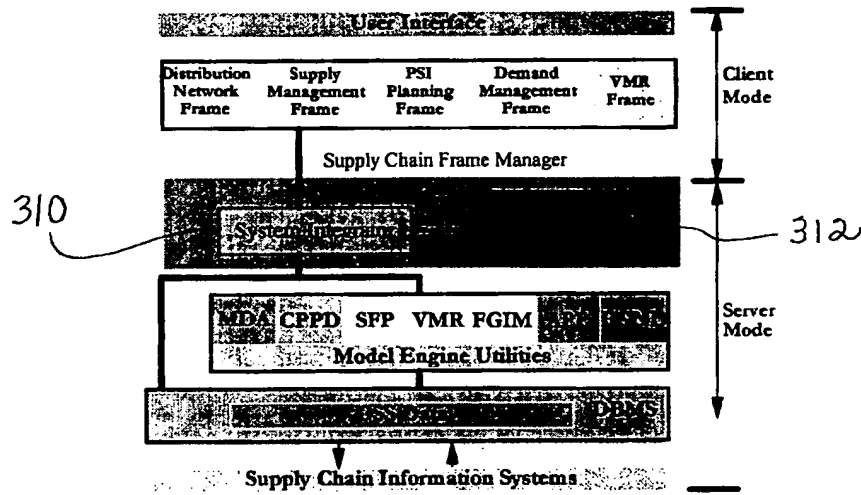 User Interface
Distribution Network Frame
Supply Management Frame
PSI Planning Frame
Demand Management Frame
VMR Frame
Client Mode
Supply Chain Frame Manager
310
System Integrator
312
MDA CPPD SFP VMR FGIM
Model Engine Utilities
Server Mode
DBMS
Supply Chain Information Systems